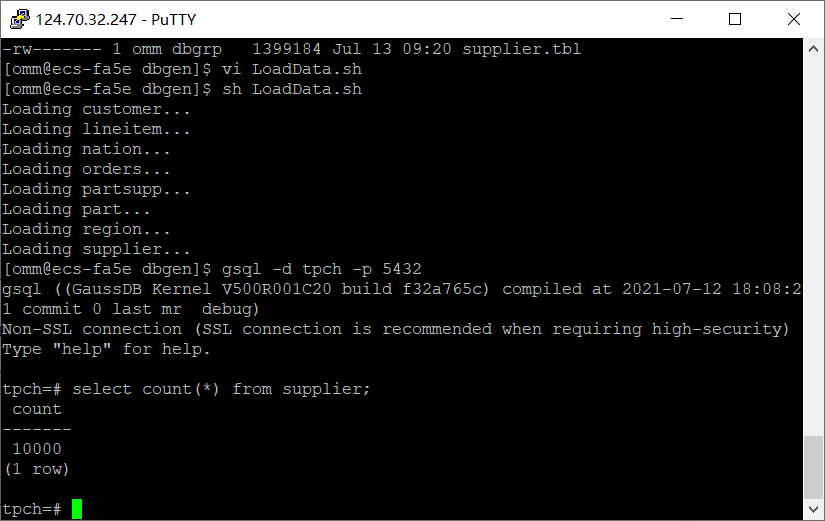 124.70.32.247 - PuTTY
-rw------- 1 omm dbgrp   1399184 Jul 13 09:20 supplier.tbl
[omm@ecs-fa5e dbgen]$ vi LoadData.sh
[omm@ecs-fa5e dbgen]$ sh LoadData.sh
Loading customer...
Loading lineitem...
Loading nation...
Loading orders...
Loading partsupp...
Loading part...
Loading region...
Loading supplier...
[omm@ecs-fa5e dbgen]$ gsql -d tpch -p 5432
gsql ((GaussDB Kernel V500R001C20 build f32a765c) compiled at 2021-07-12 18:08:2
1 commit 0 last mr  debug)
Non-SSL connection (SSL connection is recommended when requiring high-security)
Type "help" for help.
tpch=# select count(*) from supplier;
 count
-------
 10000
(1 row)
tpch=#